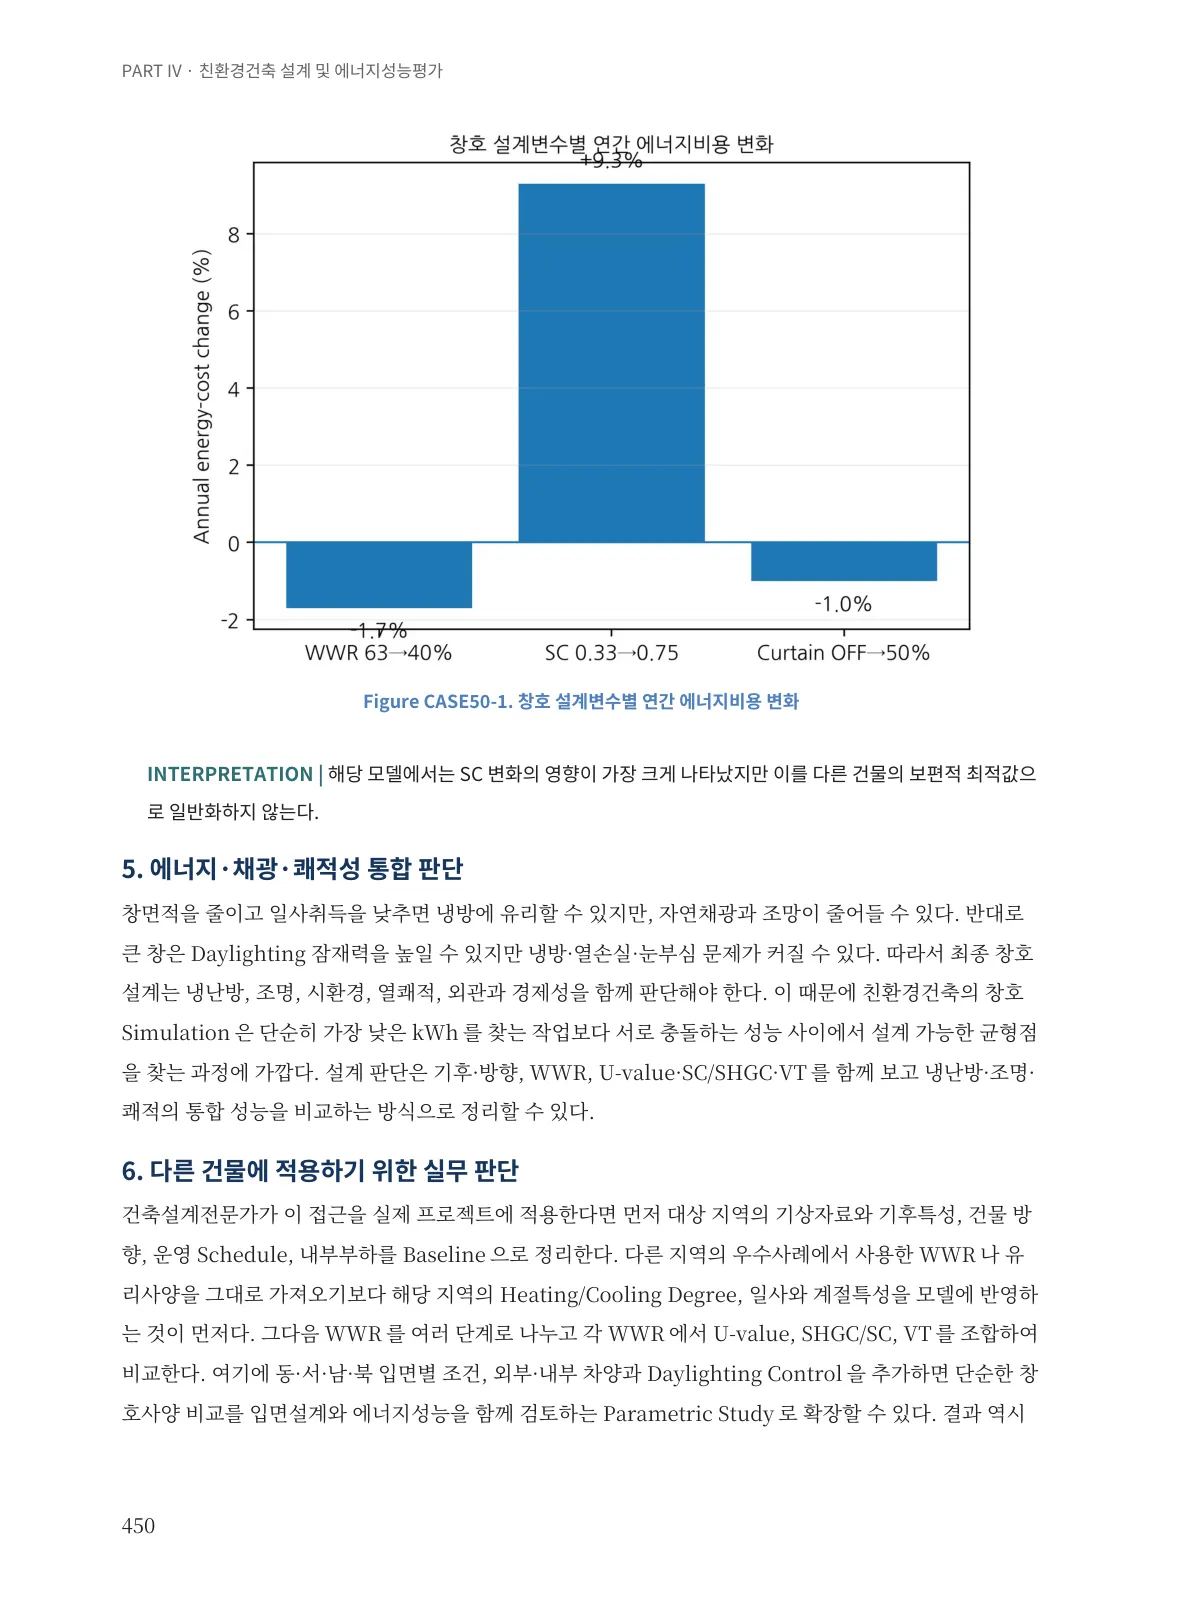 PART IV · 친환경건축 설계 및 에너지성능평가
창호 설계변수별 연간 에너지비용 변화
+9.3%
Annual energy-cost change (%)
8
6
4
2
0
-2
-1.7%
-1.0%
WWR 63→40%
SC 0.33→0.75
Curtain OFF→50%
Figure CASE50-1. 창호 설계변수별 연간 에너지비용 변화
INTERPRETATION | 해당 모델에서는 SC 변화의 영향이 가장 크게 나타났지만 이를 다른 건물의 보편적 최적값으
로 일반화하지 않는다.
5. 에너지·채광·쾌적성 통합 판단
창면적을 줄이고 일사취득을 낮추면 냉방에 유리할 수 있지만, 자연채광과 조망이 줄어들 수 있다. 반대로
큰 창은 Daylighting 잠재력을 높일 수 있지만 냉방·열손실·눈부심 문제가 커질 수 있다. 따라서 최종 창호
설계는 냉난방, 조명, 시환경, 열쾌적, 외관과 경제성을 함께 판단해야 한다. 이 때문에 친환경건축의 창호
Simulation 은 단순히 가장 낮은 kWh 를 찾는 작업보다 서로 충돌하는 성능 사이에서 설계 가능한 균형점
을 찾는 과정에 가깝다. 설계 판단은 기후·방향, WWR, U-value·SC/SHGC·VT 를 함께 보고 냉난방·조명·
쾌적의 통합 성능을 비교하는 방식으로 정리할 수 있다.
6. 다른 건물에 적용하기 위한 실무 판단
건축설계전문가가 이 접근을 실제 프로젝트에 적용한다면 먼저 대상 지역의 기상자료와 기후특성, 건물 방
향, 운영 Schedule, 내부부하를 Baseline 으로 정리한다. 다른 지역의 우수사례에서 사용한 WWR 나 유
리사양을 그대로 가져오기보다 해당 지역의 Heating/Cooling Degree, 일사와 계절특성을 모델에 반영하
는 것이 먼저다. 그다음 WWR 를 여러 단계로 나누고 각 WWR 에서 U-value, SHGC/SC, VT 를 조합하여
비교한다. 여기에 동·서·남·북 입면별 조건, 외부·내부 차양과 Daylighting Control 을 추가하면 단순한 창
호사양 비교를 입면설계와 에너지성능을 함께 검토하는 Parametric Study 로 확장할 수 있다. 결과 역시
450